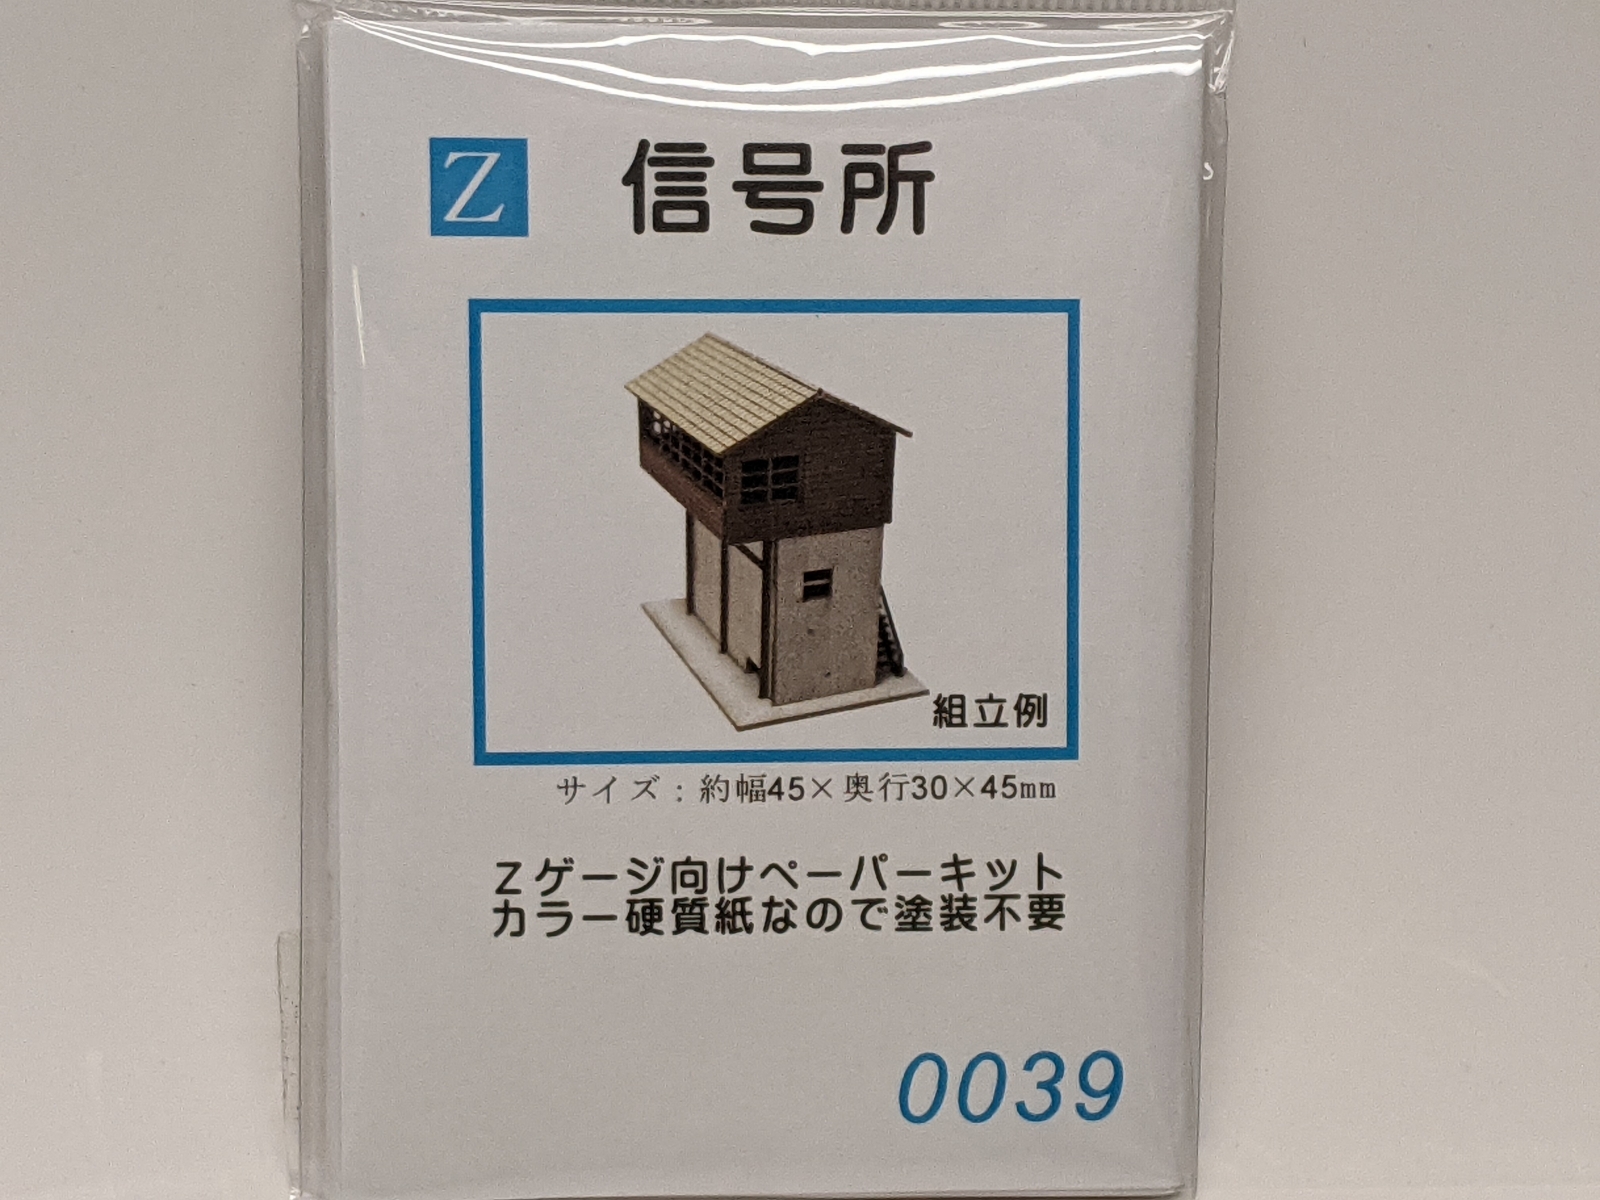 Z 信号所
組立例
サイズ：約幅45×奥行30×45mm
Zゲージ向けペーパーキット
カラー硬質紙なので塗装不要
0039